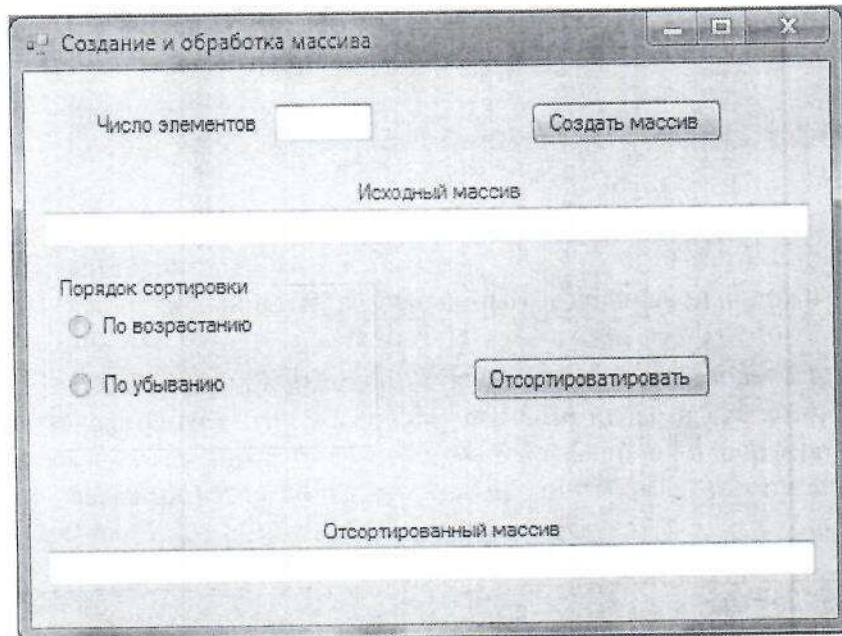 Создание и обработка массива
Число элементов
Создать массив
Исходный массив
Порядок сортировки
По возрастанию
По убыванию
Отсортироватировать
Отсортированный массив